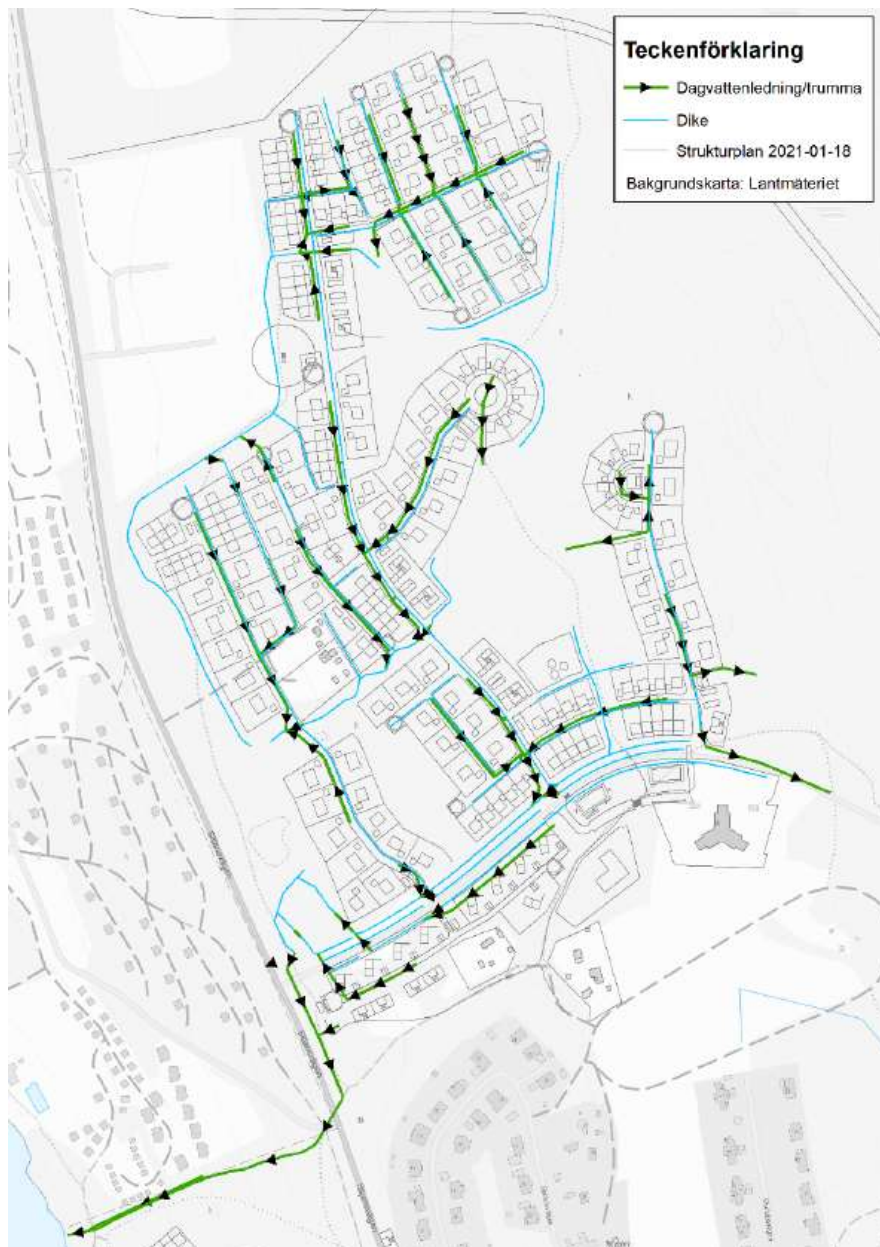 Teckenförklaring
Dagvattenledning/trumma
Dike
Strukturplan 2021-01-18
Bakgrundskarta: Lantmäteriet